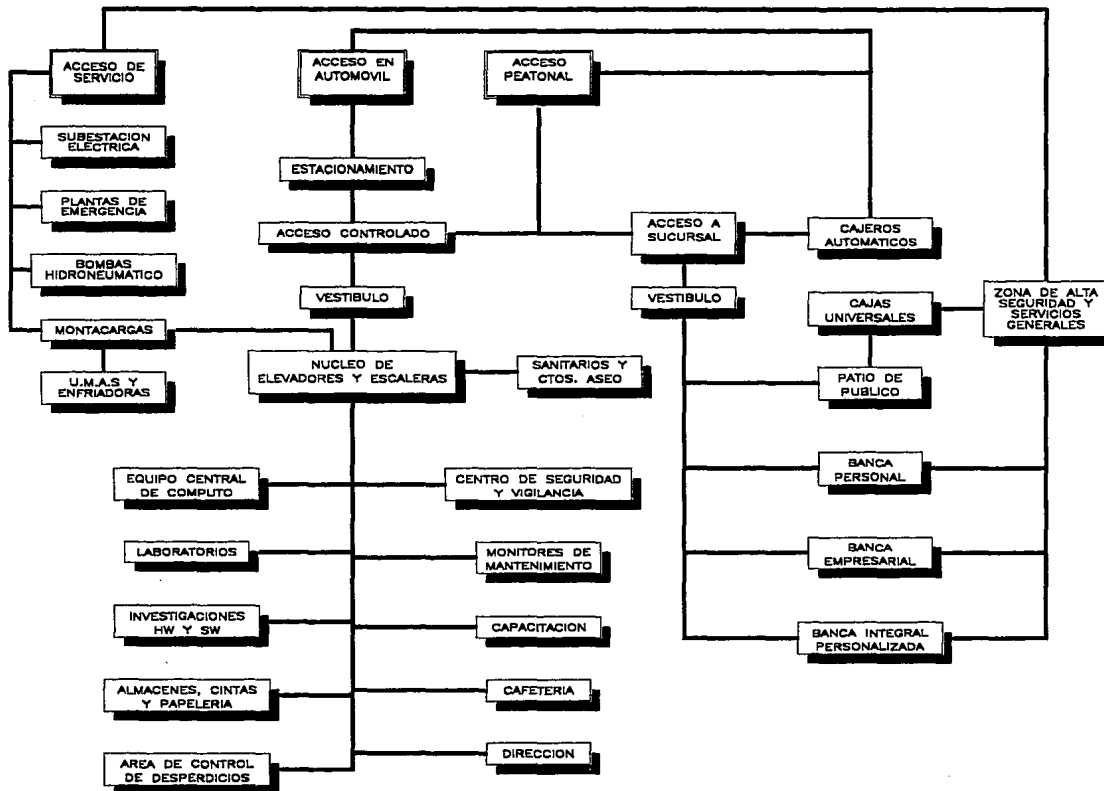 ACCESO DE
SERVICIO
ACCESO EN
AUTOMOVIL
ACCESO
PEATONAL
SUBESTACION
ELECTRICA
ESTACIONAMIENTO
PLANTAS DE
EMERGENCIA
ACCESO CONTROLADO
ACCESO A
SUCURSAL
CAJEROS
AUTOMATICOS
BOMBAS
HIDRONEUMATICO
VESTIBULO
VESTIBULO
CAJAS
UNIVERSALES
ZONA DE ALTA
SEGURIDAD Y
SERVICIOS
GENERALES
MONTACARGAS
NUCLEO DE
ELEVADORES Y ESCALERAS
SANITARIOS Y
CTOS. ASEO
U.M.A.S Y
ENFRIADORAS
PATIO DE
PUBLICO
EQUIPO CENTRAL
DE COMPUTO
CENTRO DE SEGURIDAD
Y VIGILANCIA
BANCA
PERSONAL
LABORATORIOS
MONITORES DE
MANTENIMIENTO
BANCA
EMPRESARIAL
INVESTIGACIONES
HW Y SW
CAPACITACION
BANCA INTEGRAL
PERSONALIZADA
ALMACENES, CINTAS
Y PAPELERIA
CAFETERIA
AREA DE CONTROL
DE DESPERDICIOS
DIRECCION